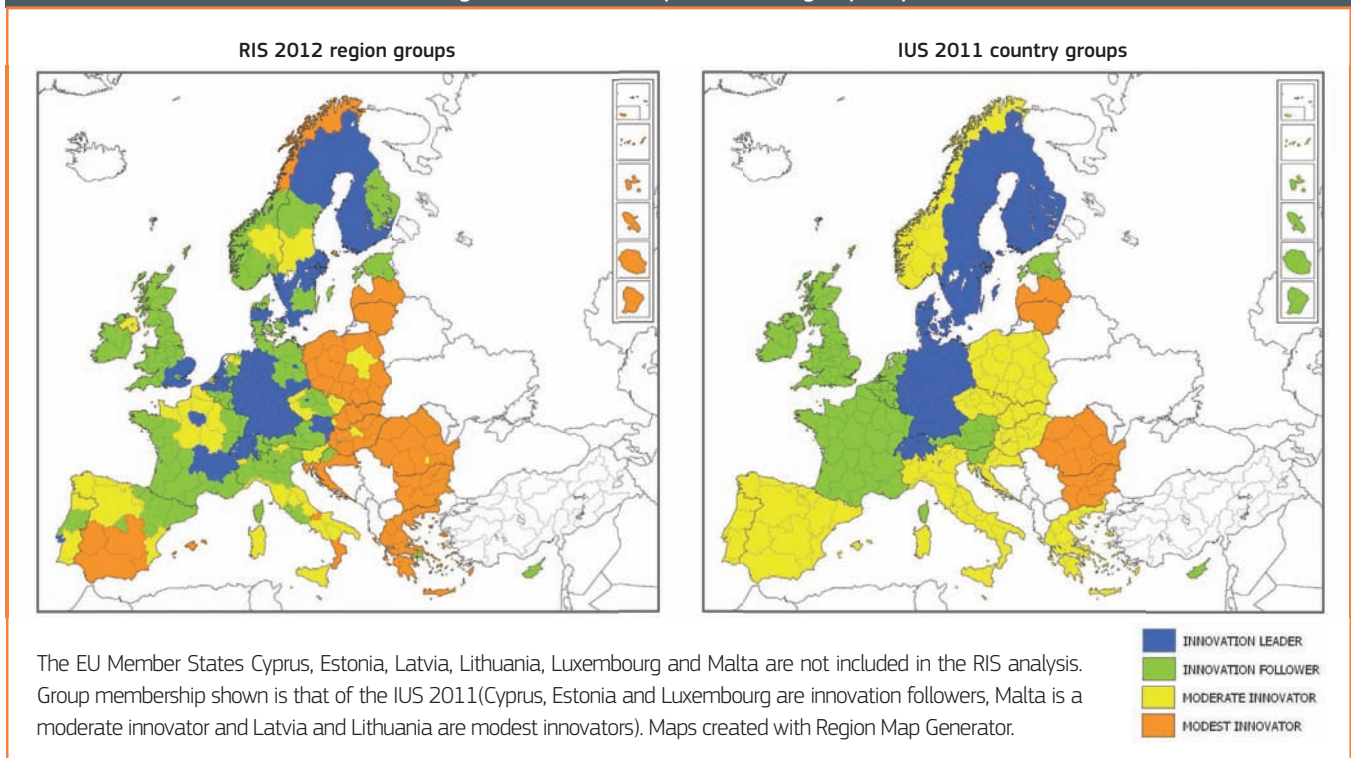 RIS 2012 region groups
IUS 2011 country groups
The EU Member States Cyprus, Estonia, Latvia, Lithuania, Luxembourg and Malta are not included in the RIS analysis.
Group membership shown is that of the IUS 2011(Cyprus, Estonia and Luxembourg are innovation followers, Malta is a
moderate innovator and Latvia and Lithuania are modest innovators). Maps created with Region Map Generator.
INNOVATION LEADER
INNOVATION FOLLOWER
MODERATE INNOVATOR
MODEST INNOVATOR